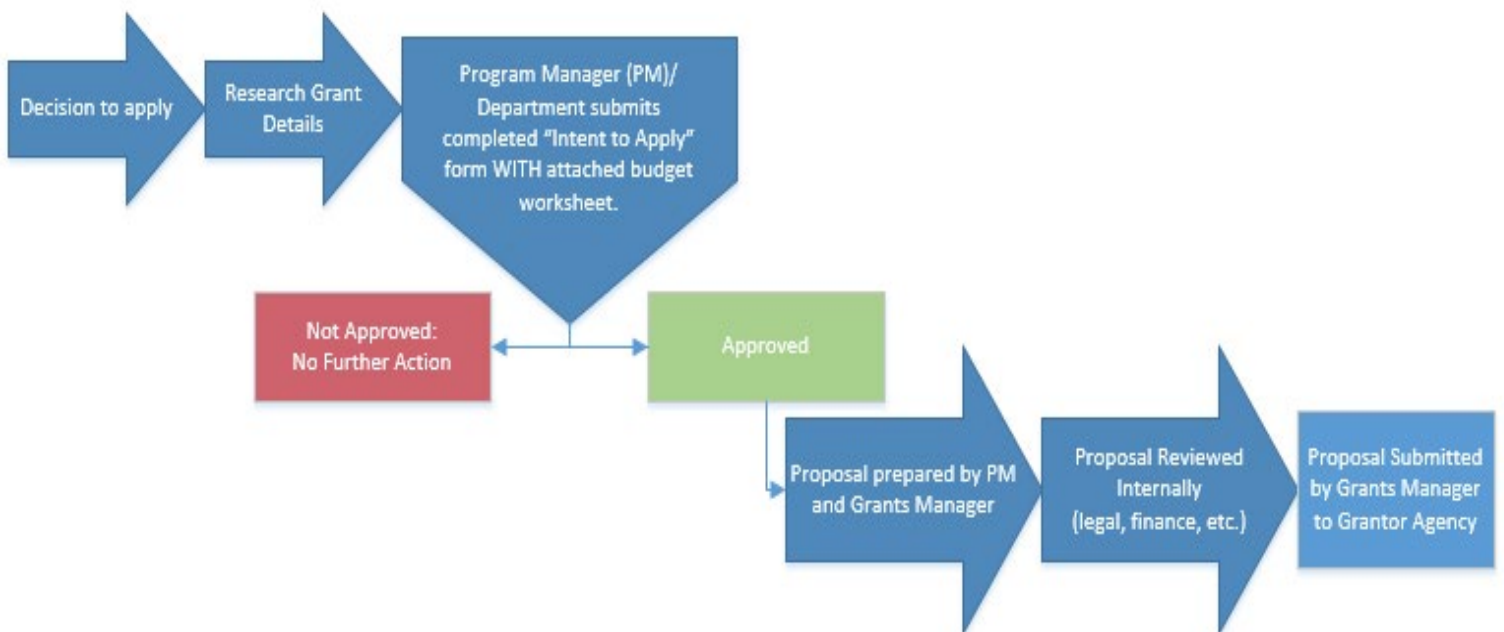 Decision to apply
Research Grant
Details
Program Manager (PM)/
Department submits
completed “Intent to Apply”
form WITH attached budget
worksheet.
Not Approved:
No Further Action
Approved
Proposal prepared by PM
and Grants Manager
Proposal Reviewed
Internally
(legal, finance, etc.)
Proposal Submitted
by Grants Manager
to Grantor Agency